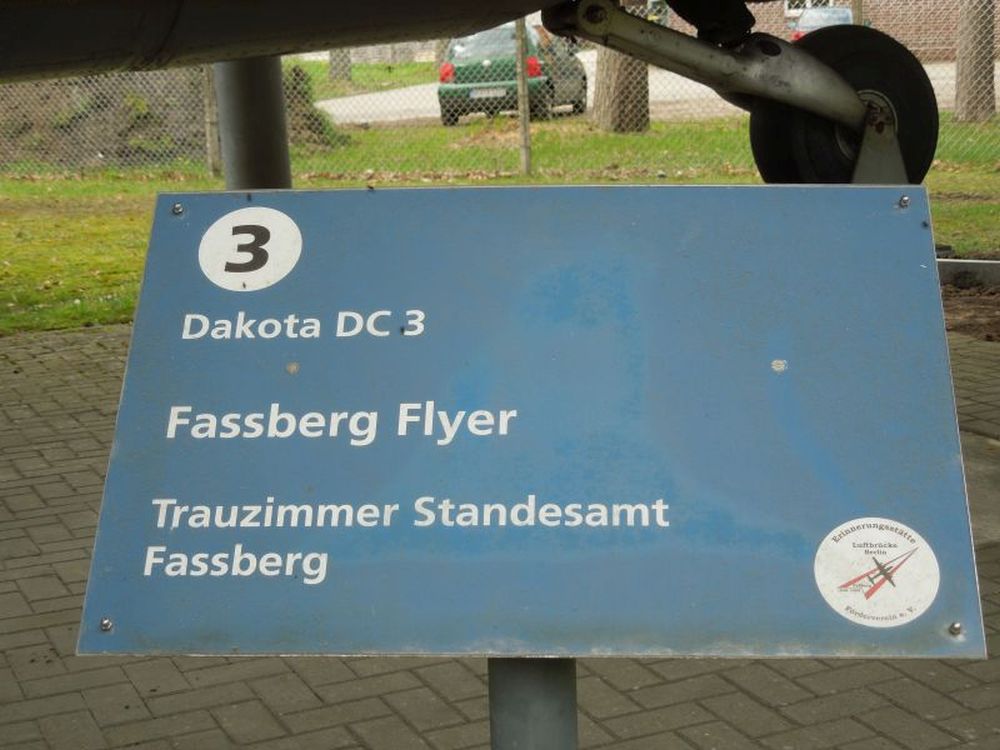 3
Dakota DC 3
Fassberg Flyer
Trauzimmer Standesamt
Fassberg
Erinnerungsstätte
Luftbrücke
Berlin
Förderverein e. V.